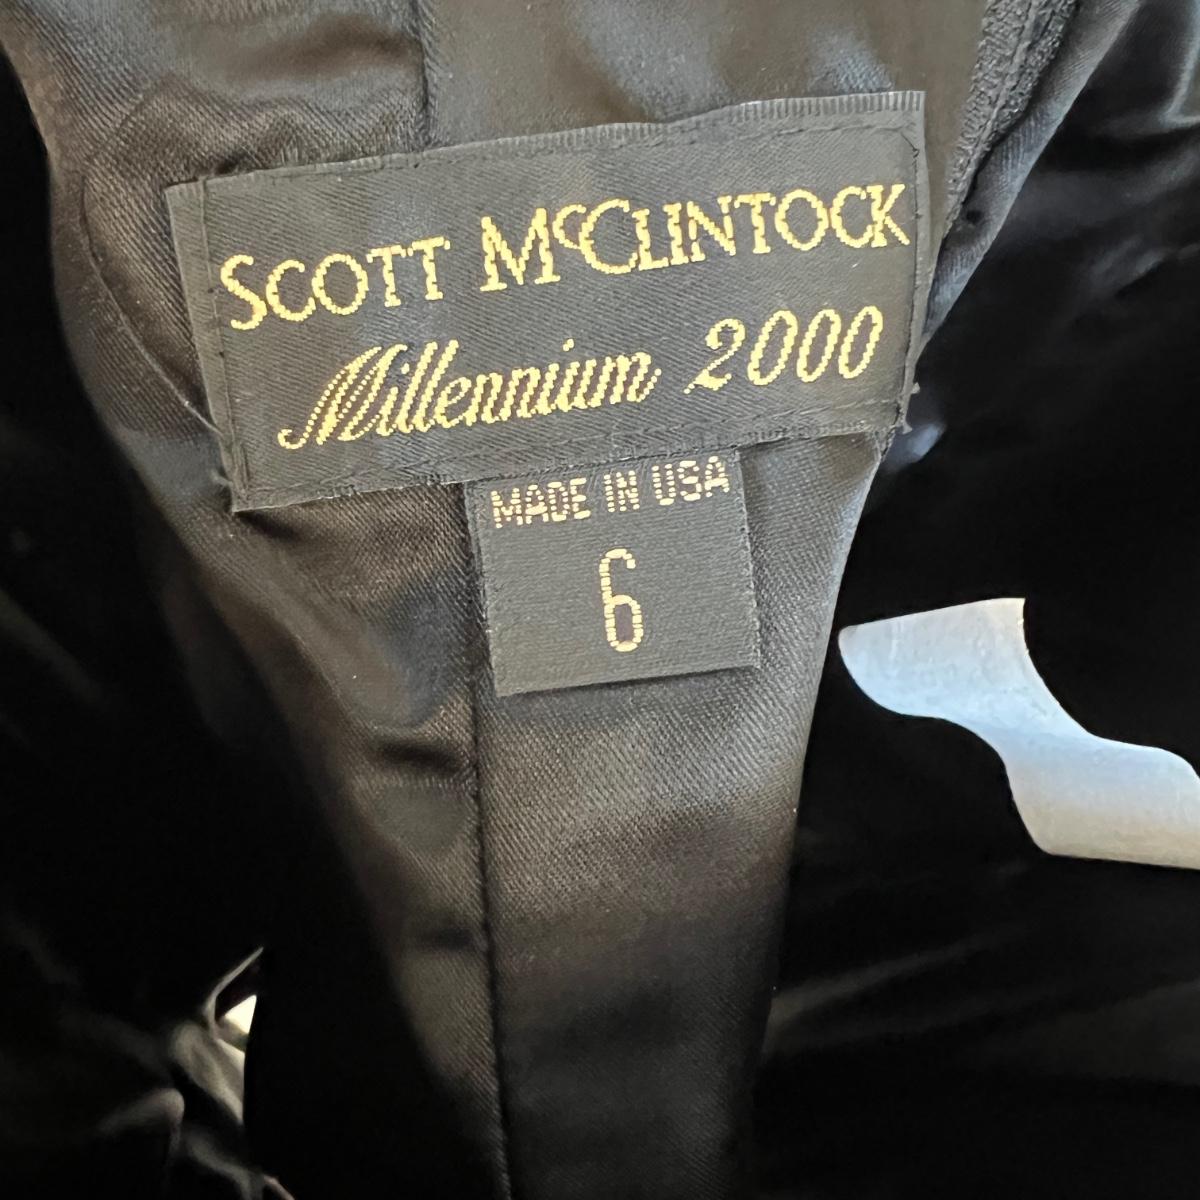 SCOTT MCCLINTOCK
Millennium 2000
MADE IN USA
6